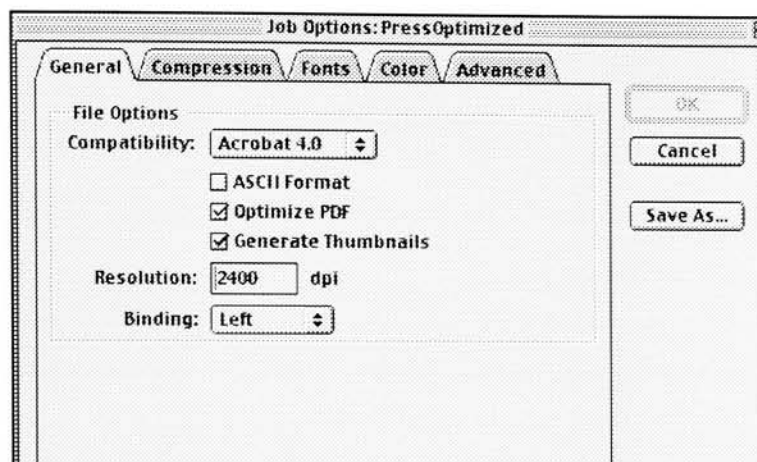 Job Options:PressOptimized
General Compression Fonts Color Advanced
File Options
Compatibility: Acrobat 4.0
ASCII Format
Optimize PDF
Generate Thumbnails
Resolution: 2400 dpi
Binding: Left
OK
Cancel
Save As...